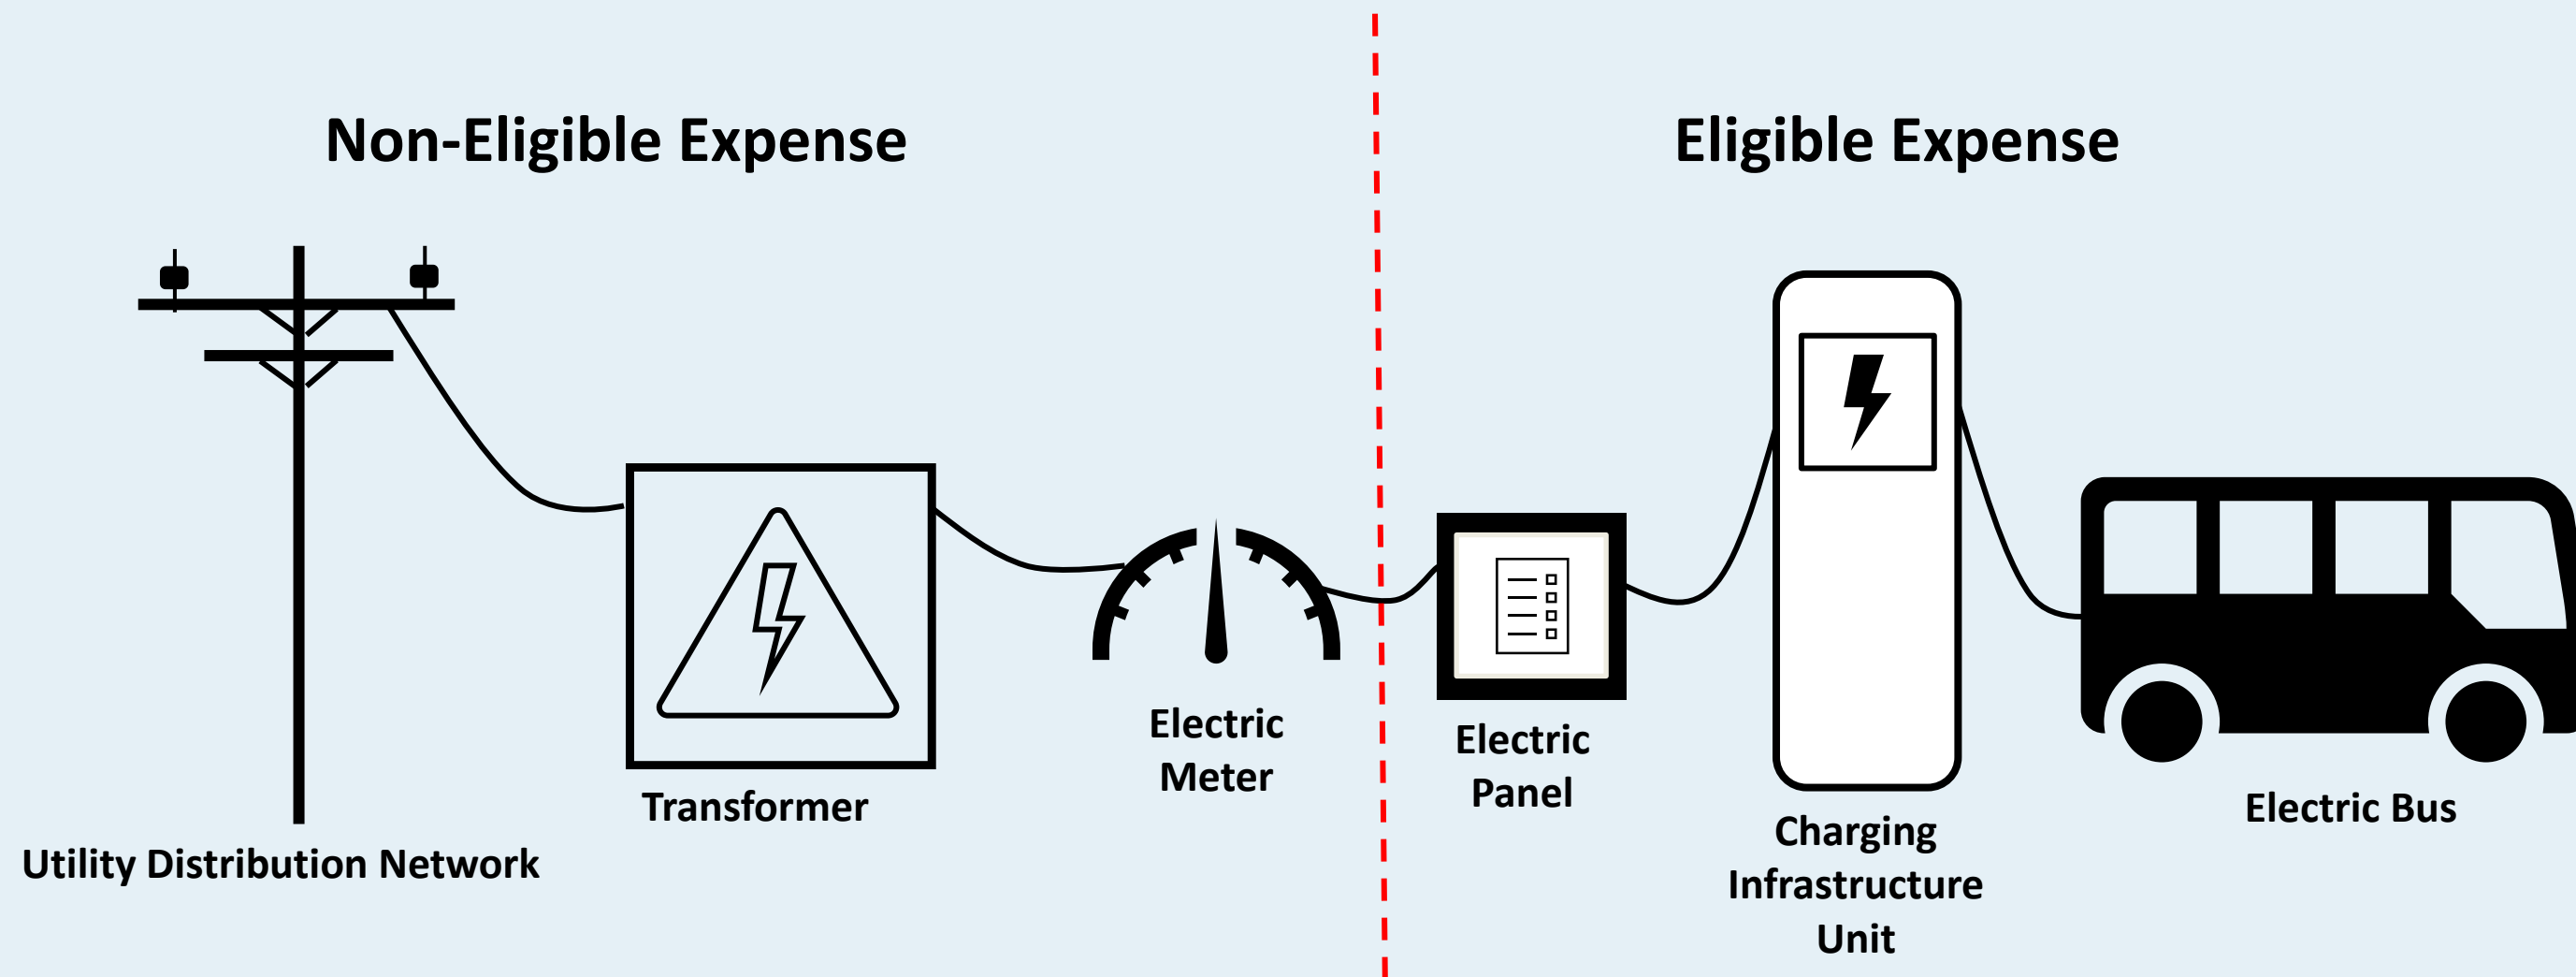 Non-Eligible Expense
Eligible Expense
Utility Distribution Network
Transformer
Electric
Meter
Electric
Panel
Charging
Infrastructure
Unit
Electric Bus